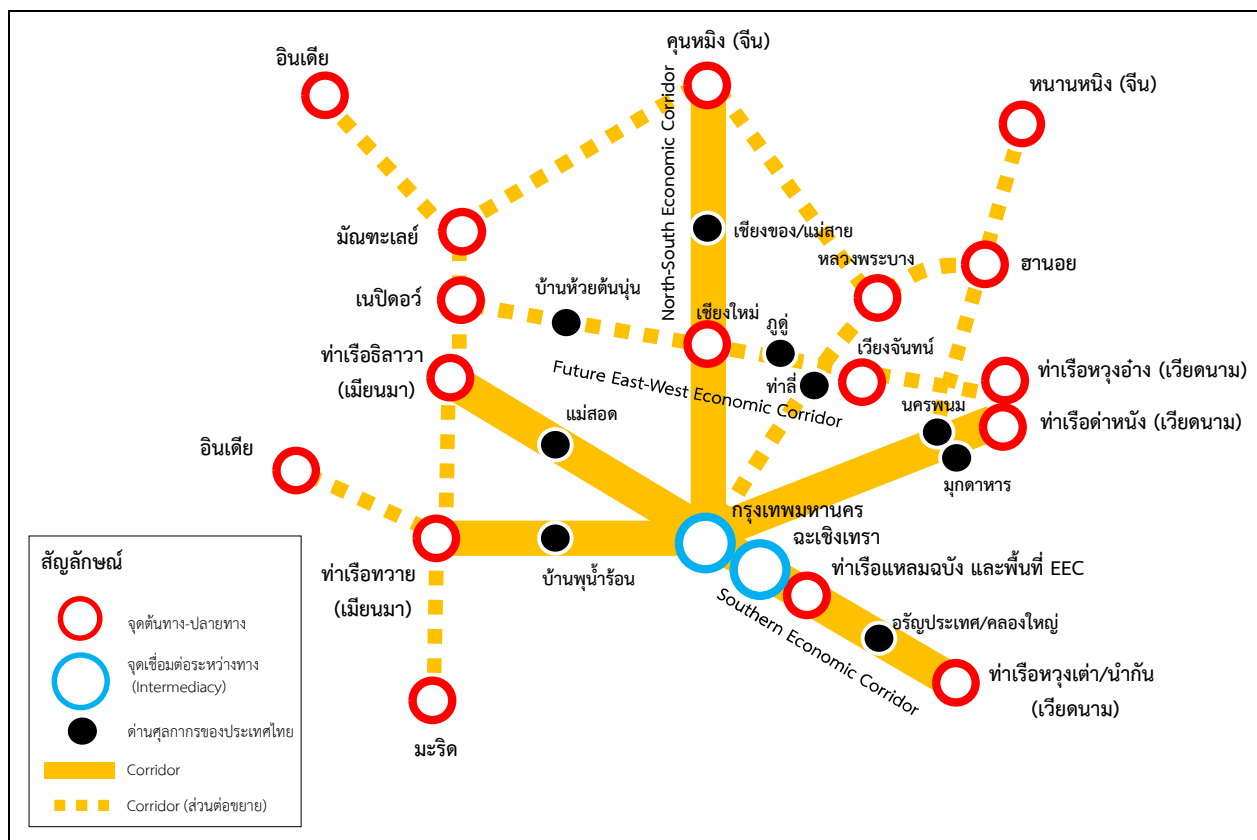 คุนหมิง (จีน)
อินเดีย
หนานหนิง (จีน)
North-South Economic Corridor
เชียงของ/แม่สาย
มัณฑะเลย์
หลวงพระบาง
ฮานอย
บ้านห้วยต้นนุ่น
เนปิดอว์
เชียงใหม่
ภูดู่
เวียงจันทน์
ท่าเรือธิลาวา
(เมียนมา)
Future East-West Economic Corridor
ท่าลี่
ท่าเรือหวุงอ๋าง (เวียดนาม)
นครพนม
แม่สอด
ท่าเรือด่าหนัง (เวียดนาม)
อินเดีย
มุกดาหาร
กรุงเทพมหานคร
ฉะเชิงเทรา
ท่าเรือแหลมฉบัง และพื้นที่ EEC
ท่าเรือทวาย
(เมียนมา)
บ้านพุน้ำร้อน
Southern Economic Corridor
อรัญประเทศ/คลองใหญ่
ท่าเรือหวุงเต่า/นำกัน
(เวียดนาม)
มะริด
สัญลักษณ์
จุดต้นทาง-ปลายทาง
จุดเชื่อมต่อระหว่างทาง
(Intermediacy)
ด่านศุลกากรของประเทศไทย
Corridor
Corridor (ส่วนต่อขยาย)